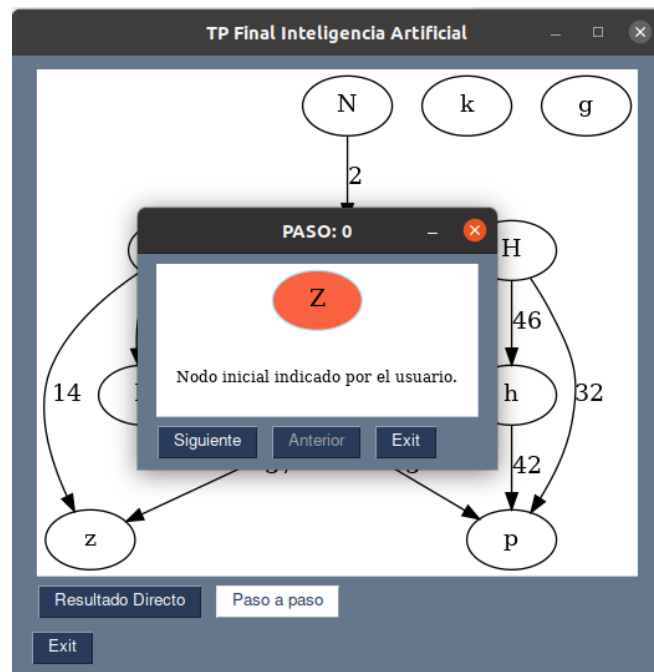 TP Final Inteligencia Artificial
N
k
g
2
PASO: 0
H
Z
46
Nodo inicial indicado por el usuario.
14
h
32
Siguiente
Anterior
Exit
42
z
p
Resultado Directo
Paso a paso
Exit